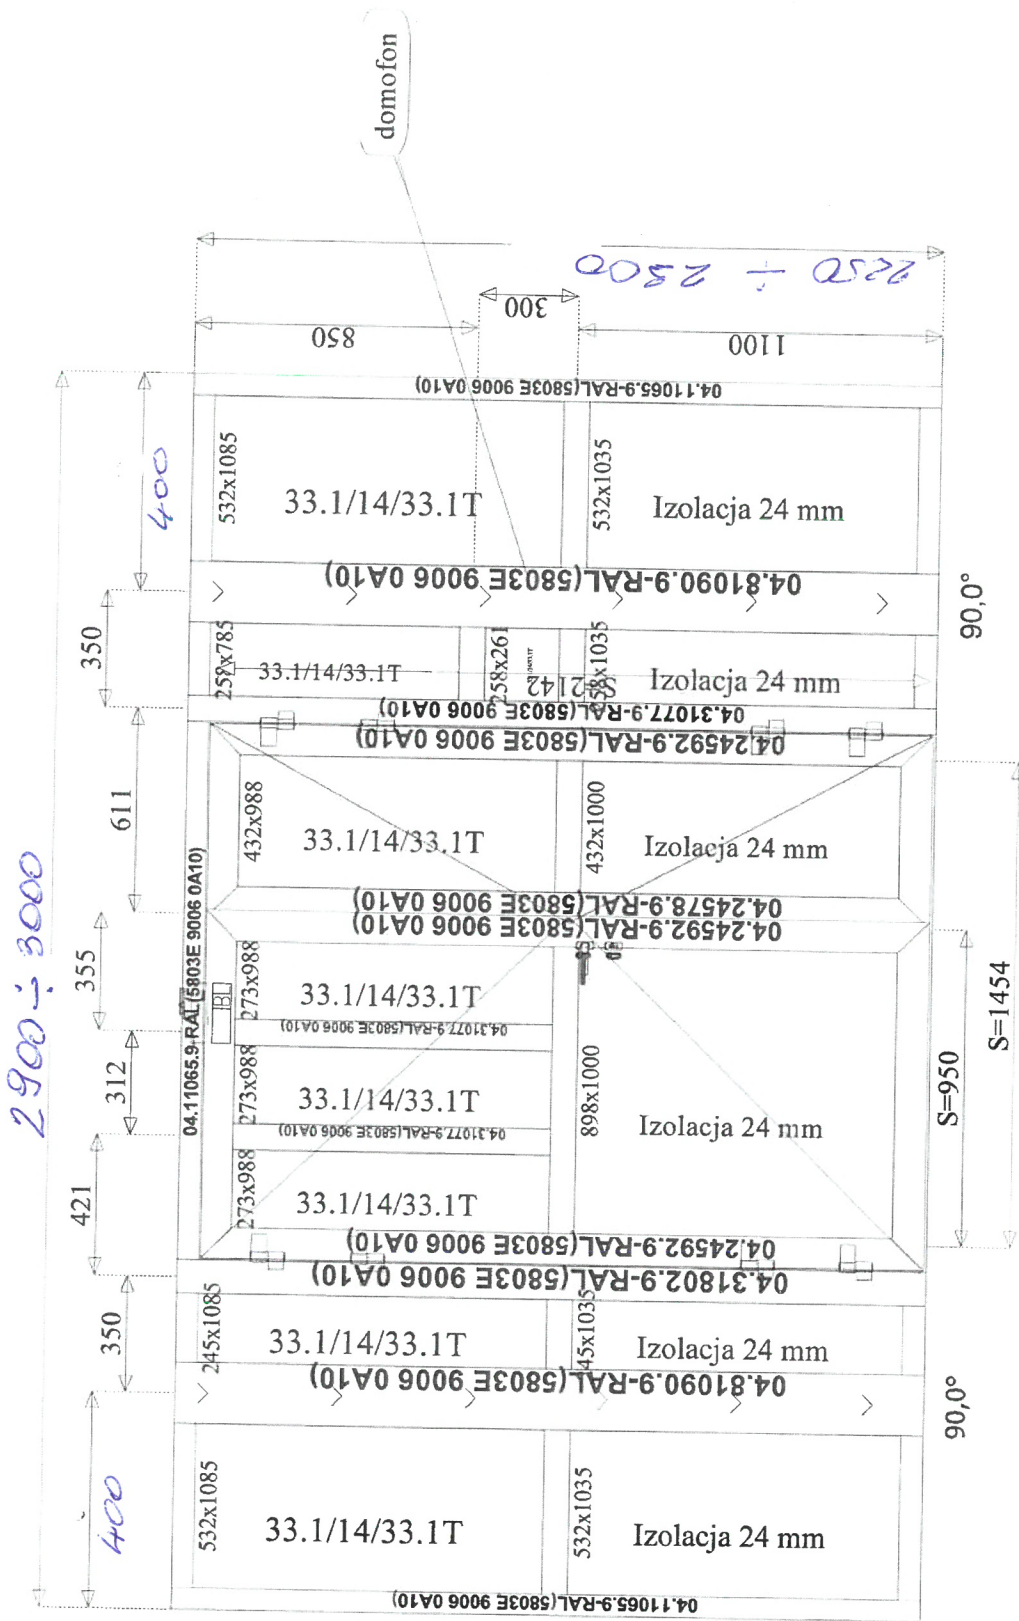 domofon
2900 ÷ 3000
400
350
611
355
312
421
350
400
2250 ÷ 2300
850
300
1100
04.11065.9-RAL(5803E 9006 0A10)
532x1085
33.1/14/33.1T
532x1035
Izolacja 24 mm
04.81090.9-RAL(5803E 9006 0A10)
90,0°
258x785
33.1/14/33.1T
258x261
258x1035
Izolacja 24 mm
04.31077.9-RAL(5803E 9006 0A10)
04.24592.9-RAL(5803E 9006 0A10)
432x988
33.1/14/33.1T
432x1000
Izolacja 24 mm
04.24578.9-RAL(5803E 9006 0A10)
04.24592.9-RAL(5803E 9006 0A10)
04.11065.9-RAL(5803E 9006 0A10)
BL
273x988
33.1/14/33.1T
04.31077.9-RAL(5803E 9006 0A10)
273x988
33.1/14/33.1T
04.31077.9-RAL(5803E 9006 0A10)
273x988
33.1/14/33.1T
898x1000
Izolacja 24 mm
S=950
S=1454
04.24592.9-RAL(5803E 9006 0A10)
04.31802.9-RAL(5803E 9006 0A10)
245x1085
33.1/14/33.1T
45x1035
Izolacja 24 mm
04.81090.9-RAL(5803E 9006 0A10)
90,0°
532x1085
33.1/14/33.1T
532x1035
Izolacja 24 mm
04.11065.9-RAL(5803E 9006 0A10)